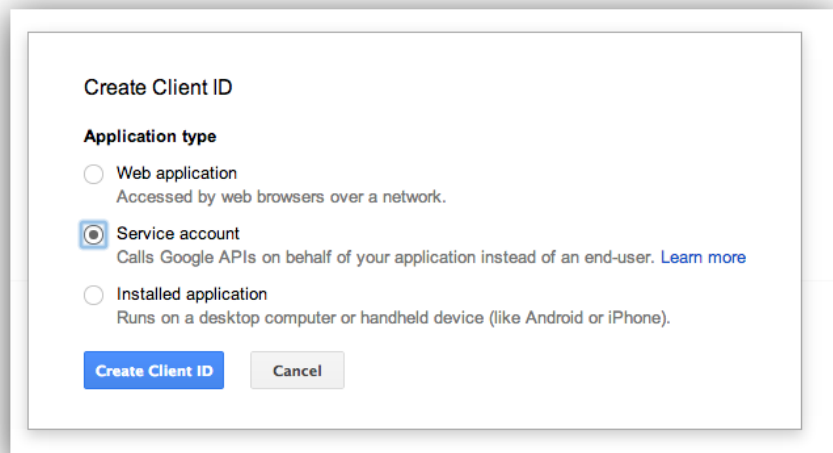 Create Client ID
Application type
Web application
Accessed by web browsers over a network.
Service account
Calls Google APIs on behalf of your application instead of an end-user. Learn more
Installed application
Runs on a desktop computer or handheld device (like Android or iPhone).
Create Client ID Cancel